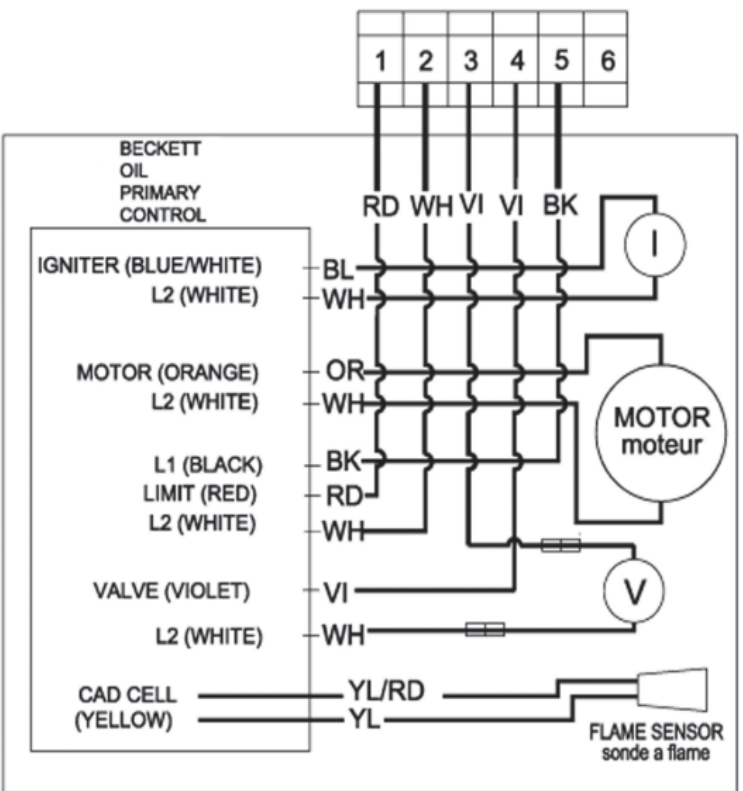 1 2 3 4 5 6
BECKETT
OIL
PRIMARY
CONTROL
RD WH VI VI BK
IGNITER (BLUE/WHITE) BL
I
L2 (WHITE) WH
MOTOR (ORANGE) OR
L2 (WHITE) WH
MOTOR
moteur
L1 (BLACK) BK
LIMIT (RED) RD
L2 (WHITE) WH
VALVE (VIOLET) VI
V
L2 (WHITE) WH
CAD CELL YL/RD
(YELLOW) YL
FLAME SENSOR
sonde a flame